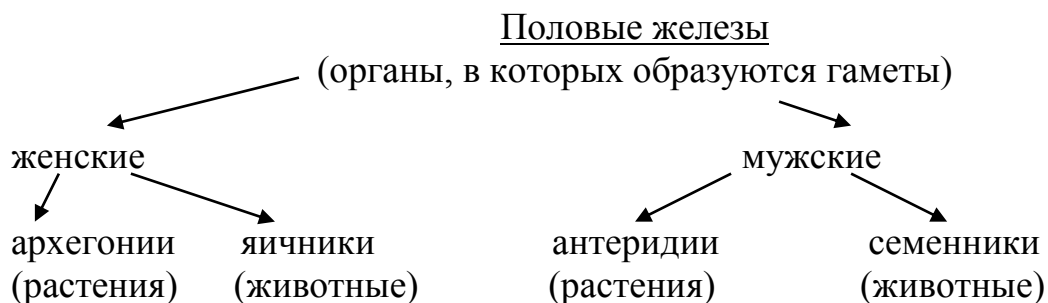 Половые железы
(органы, в которых образуются гаметы)
женские мужские
архегонии яичники антеридии семенники
(растения) (животные) (растения) (животные)